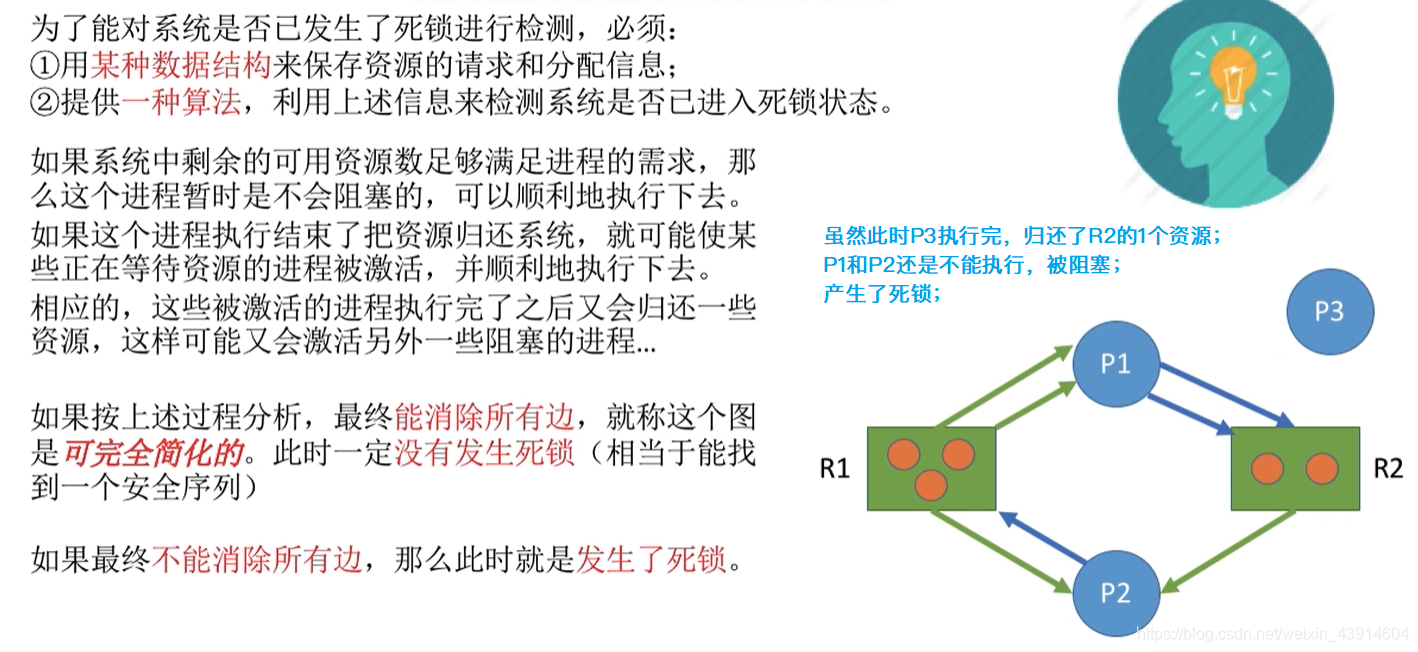 为了能对系统是否已发生了死锁进行检测，必须：
①用某种数据结构来保存资源的请求和分配信息；
②提供一种算法，利用上述信息来检测系统是否已进入死锁状态。
如果系统中剩余的可用资源数足够满足进程的需求，那
么这个进程暂时是不会阻塞的，可以顺利地执行下去。
如果这个进程执行结束了把资源归还系统，就可能使某
些正在等待资源的进程被激活，并顺利地执行下去。
相应的，这些被激活的进程执行完了之后又会归还一些
资源，这样可能又会激活另外一些阻塞的进程...
如果按上述过程分析，最终能消除所有边，就称这个图
是可完全简化的。此时一定没有发生死锁（相当于能找
到一个安全序列）
如果最终不能消除所有边，那么此时就是发生了死锁。
虽然此时P3执行完，归还了R2的1个资源；
P1和P2还是不能执行，被阻塞；
产生了死锁；
P3
P1
R1
R2
P2
https://blog.csdn.net/weixin_43914604